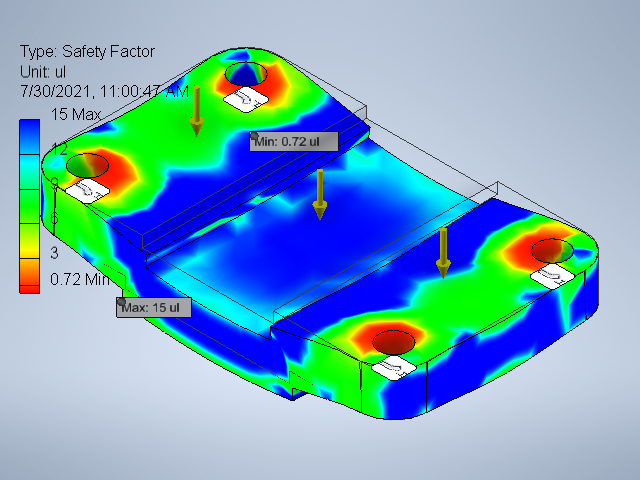 Type: Safety Factor
Unit: ul
7/30/2021, 11:00:47 AM
15 Max
12
9
6
3
0.72 Min
Min: 0.72 ul
Max: 15 ul